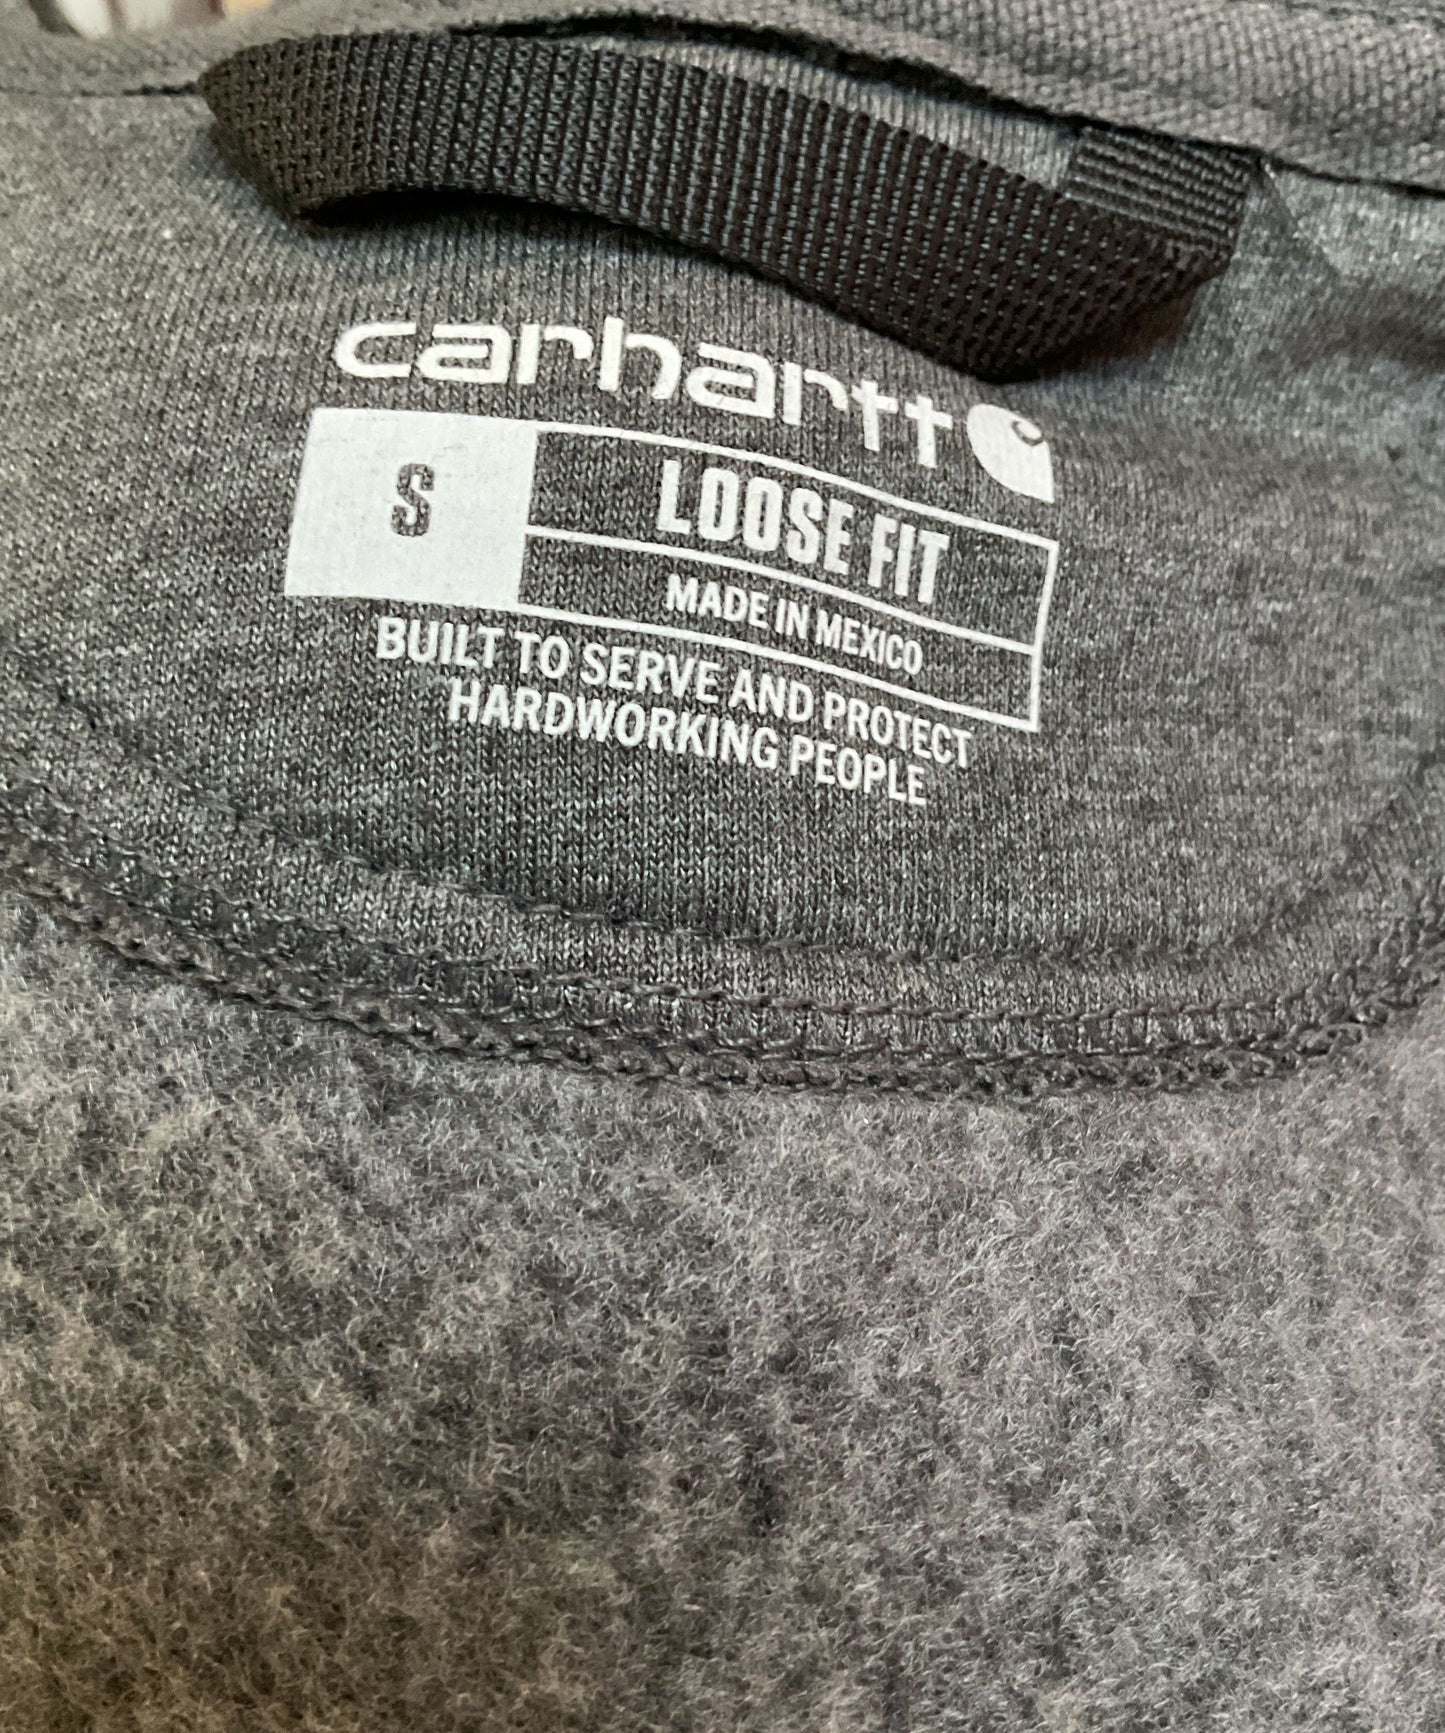 carhartt
S
LOOSE FIT
MADE IN MEXICO
BUILT TO SERVE AND PROTECT
HARDWORKING PEOPLE